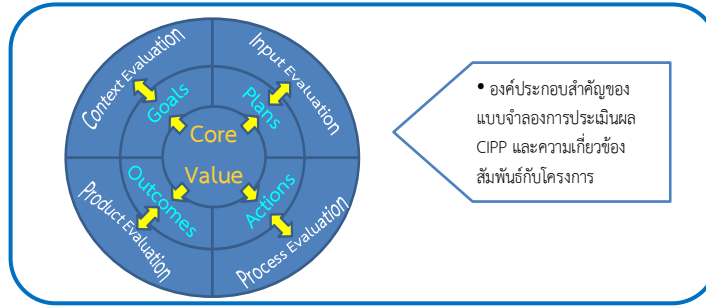 Context Evaluation
Input Evaluation
Goals
Plans
Core
Value
Outcomes
Actions
Product Evaluation
Process Evaluation
• องค์ประกอบสำคัญของ
แบบจำลองการประเมินผล
CIPP และความเกี่ยวข้อง
สัมพันธ์กับโครงการ